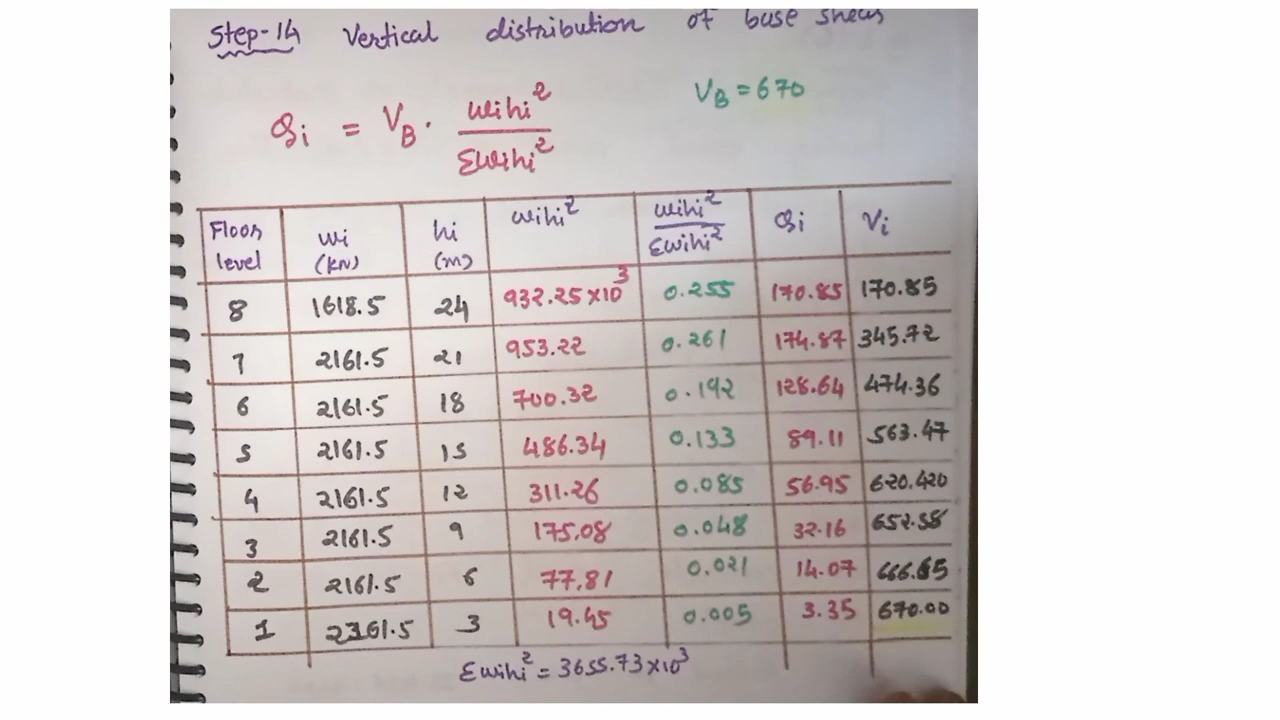 Step-14 Vertical distribution of base shear
VB = 670
Qi = VB . wihi²
Σwihi²
Floor level wi (KN) hi (m) wihi² wihi²/Σwihi² Qi Vi
8 1618.5 24 932.25×10³ 0.255 170.85 170.85
7 2161.5 21 953.22 0.261 174.87 345.72
6 2161.5 18 700.32 0.192 128.64 474.36
5 2161.5 15 486.34 0.133 89.11 563.47
4 2161.5 12 311.26 0.085 56.95 620.420
3 2161.5 9 175.08 0.048 32.16 652.58
2 2161.5 6 77.81 0.021 14.07 666.65
1 2161.5 3 19.45 0.005 3.35 670.00
Σwihi² = 3655.73×10³